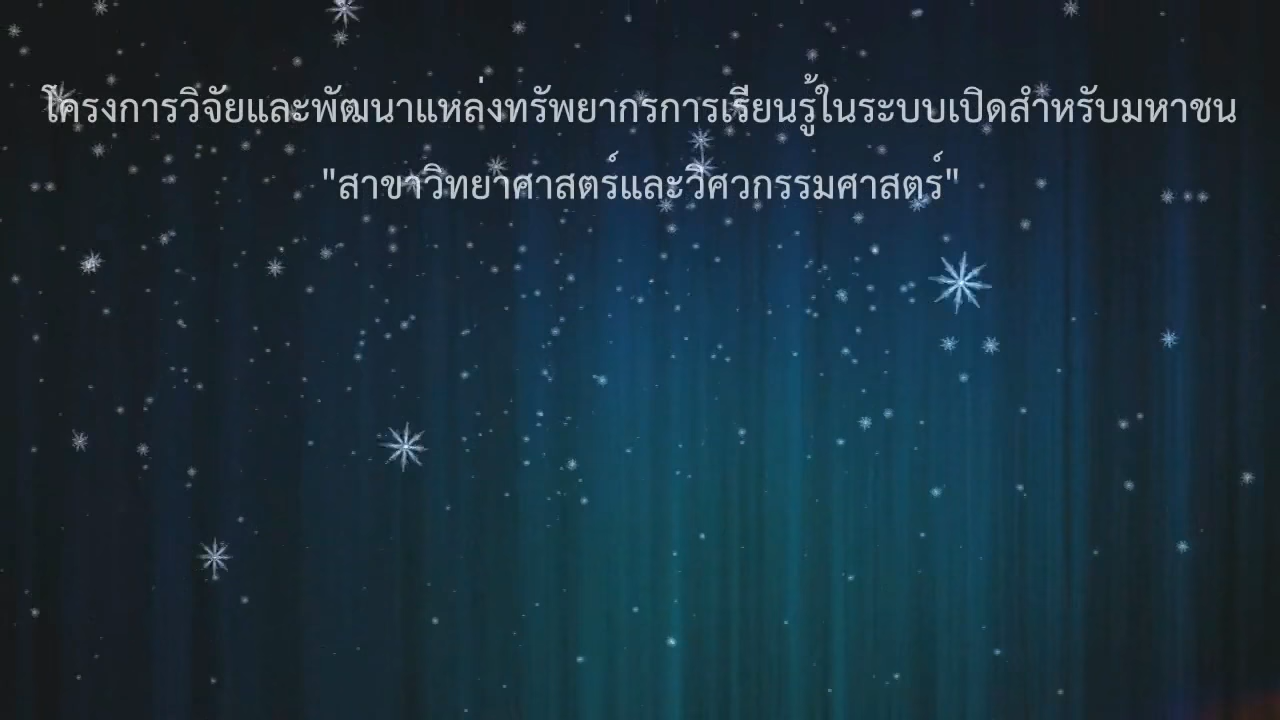 โครงการวิจัยและพัฒนาแหล่งทรัพยากรการเรียนรู้ในระบบเปิดสำหรับมหาชน
"สาขาวิทยาศาสตร์และวิศวกรรมศาสตร์"